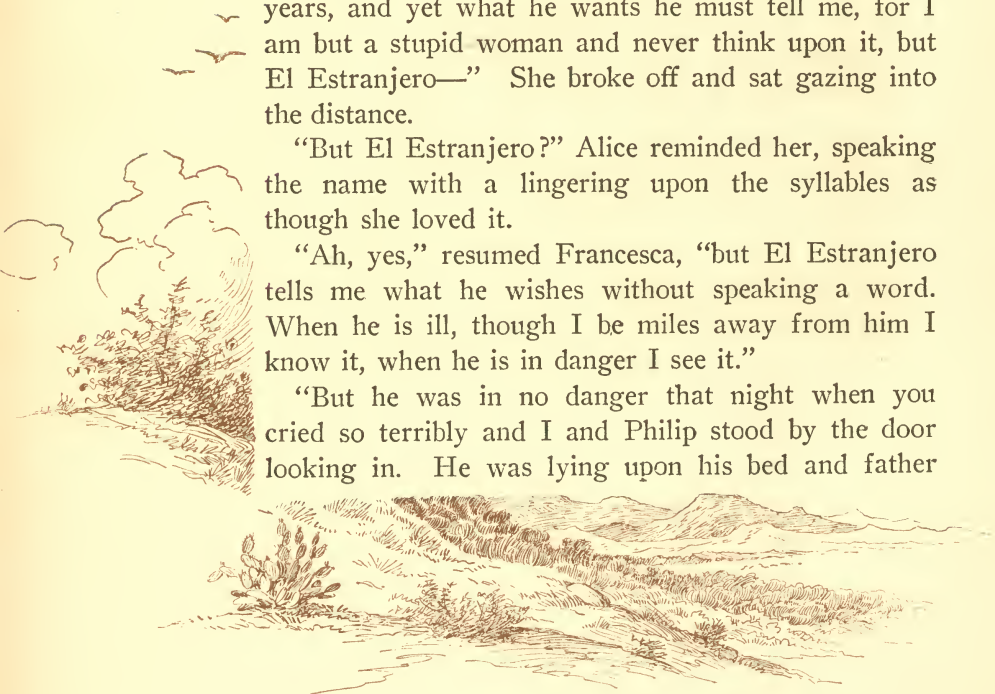 years, and yet what he wants he must tell me, for I
am but a stupid woman and never think upon it, but
El Estranjero—” She broke off and sat gazing into
the distance.
“But El Estranjero?” Alice reminded her, speaking
the name with a lingering upon the syllables as
though she loved it.
“Ah, yes,” resumed Francesca, “but El Estranjero
tells me what he wishes without speaking a word.
When he is ill, though I be miles away from him I
know it, when he is in danger I see it.”
“But he was in no danger that night when you
cried so terribly and I and Philip stood by the door
looking in. He was lying upon his bed and father